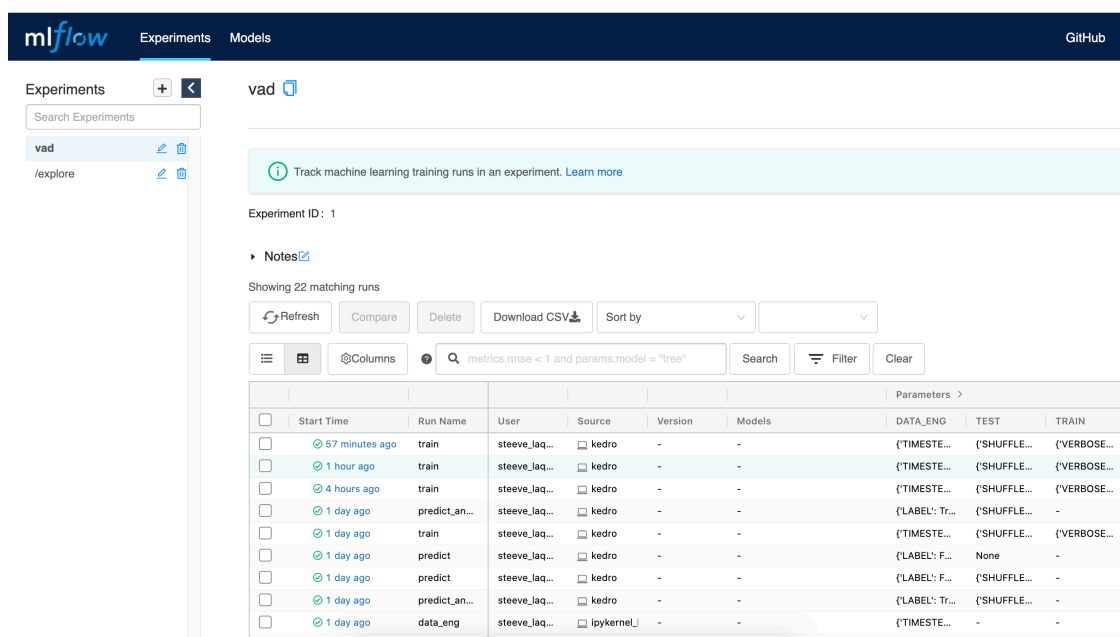 mlflow Experiments Models GitHub
Experiments +
Search Experiments
vad
/explore
vad
Track machine learning training runs in an experiment. Learn more
Experiment ID: 1
Notes
Showing 22 matching runs
Refresh Compare Delete Download CSV Sort by
Columns ? metrics.rmse < 1 and params.model = "tree" Search Filter Clear
Parameters >
Start Time Run Name User Source Version Models DATA_ENG TEST TRAIN
57 minutes ago train steeve_laq... kedro - - {'TIMESTE... {'SHUFFLE... {'VERBOSE...
1 hour ago train steeve_laq... kedro - - {'TIMESTE... {'SHUFFLE... {'VERBOSE...
4 hours ago train steeve_laq... kedro - - {'TIMESTE... {'SHUFFLE... {'VERBOSE...
1 day ago predict_an... steeve_laq... kedro - - {'LABEL': Tr... {'SHUFFLE... -
1 day ago train steeve_laq... kedro - - {'TIMESTE... {'SHUFFLE... {'VERBOSE...
1 day ago predict steeve_laq... kedro - - {'LABEL': F... None -
1 day ago predict steeve_laq... kedro - - {'LABEL': F... {'SHUFFLE... -
1 day ago predict_an... steeve_laq... kedro - - {'LABEL': Tr... {'SHUFFLE... -
1 day ago data_eng steeve_laq... ipykernel_ - - {'TIMESTE... - -